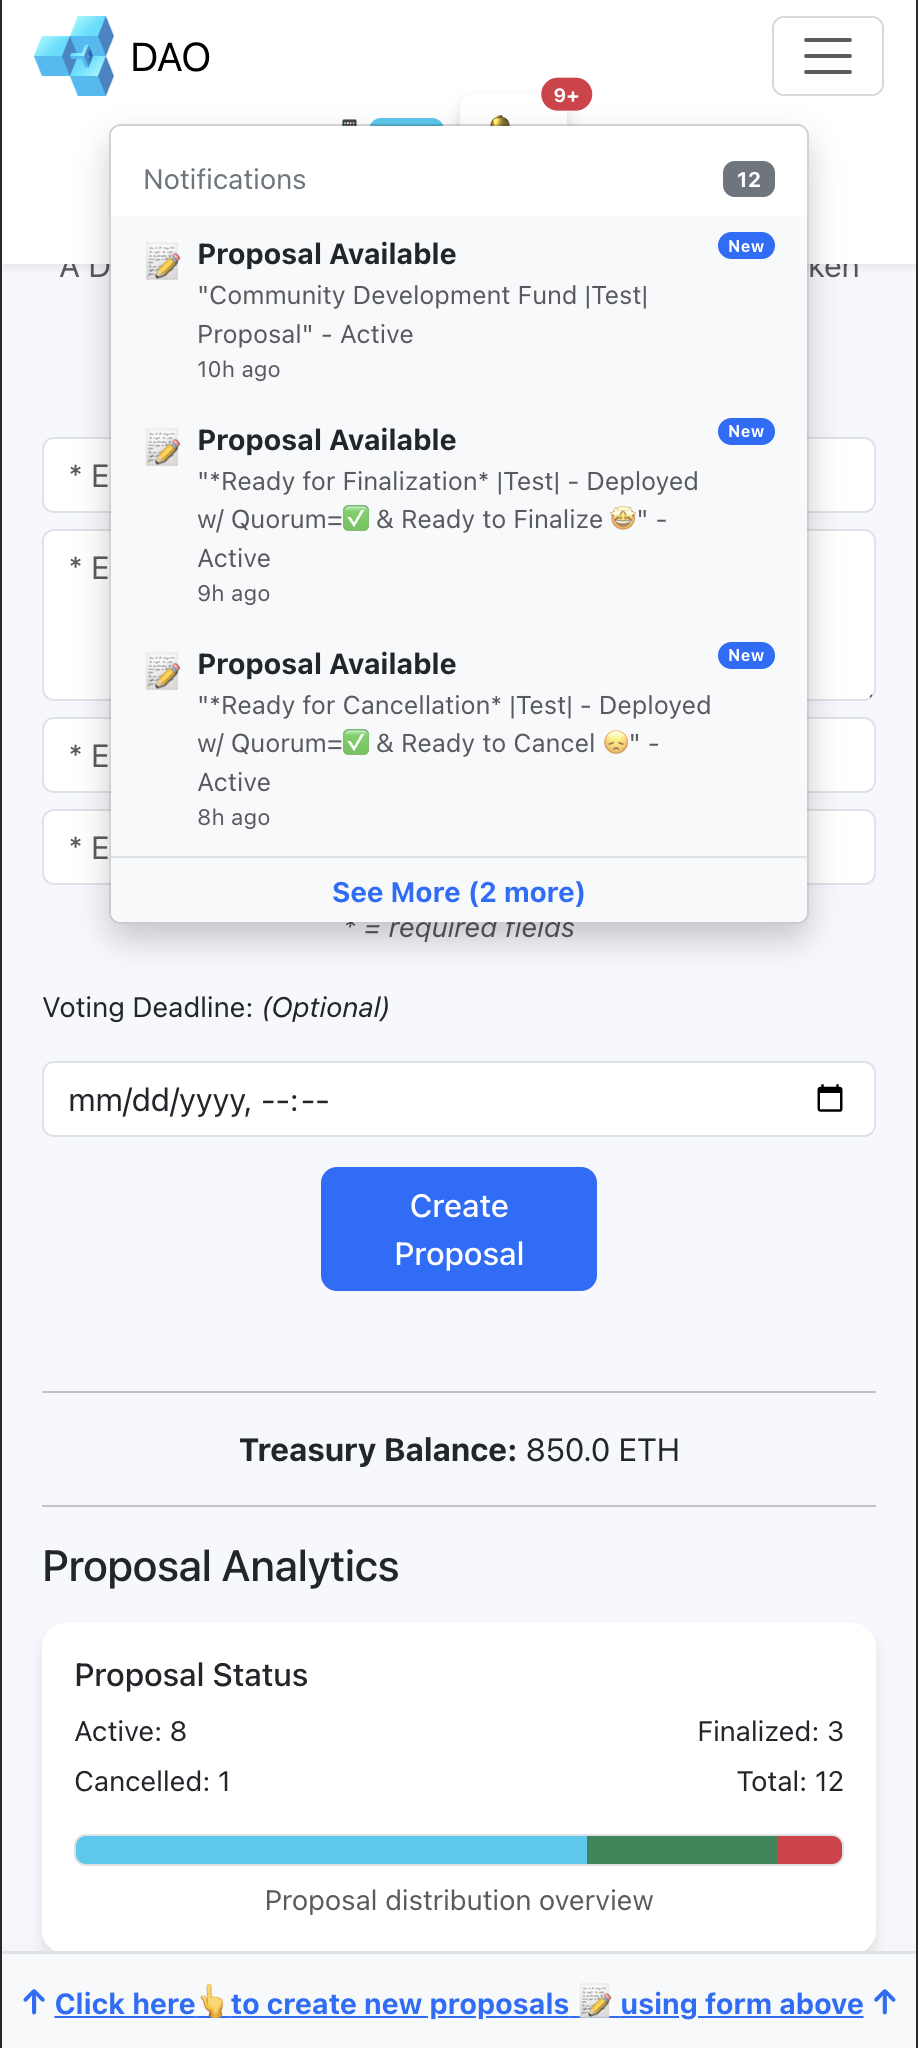 DAO
9+
Notifications
12
Proposal Available
New
"Community Development Fund |Test|
Proposal" - Active
10h ago
Proposal Available
New
"*Ready for Finalization* |Test| - Deployed
w/ Quorum=✅ & Ready to Finalize 🤩" -
Active
9h ago
Proposal Available
New
"*Ready for Cancellation* |Test| - Deployed
w/ Quorum=✅ & Ready to Cancel 😞" -
Active
8h ago
See More (2 more)
* E
* E
* E
* E
* = required fields
Voting Deadline: (Optional)
mm/dd/yyyy, --:--
Create
Proposal
Treasury Balance: 850.0 ETH
Proposal Analytics
Proposal Status
Active: 8
Finalized: 3
Cancelled: 1
Total: 12
Proposal distribution overview
↑ Click here👆to create new proposals 📝 using form above ↑